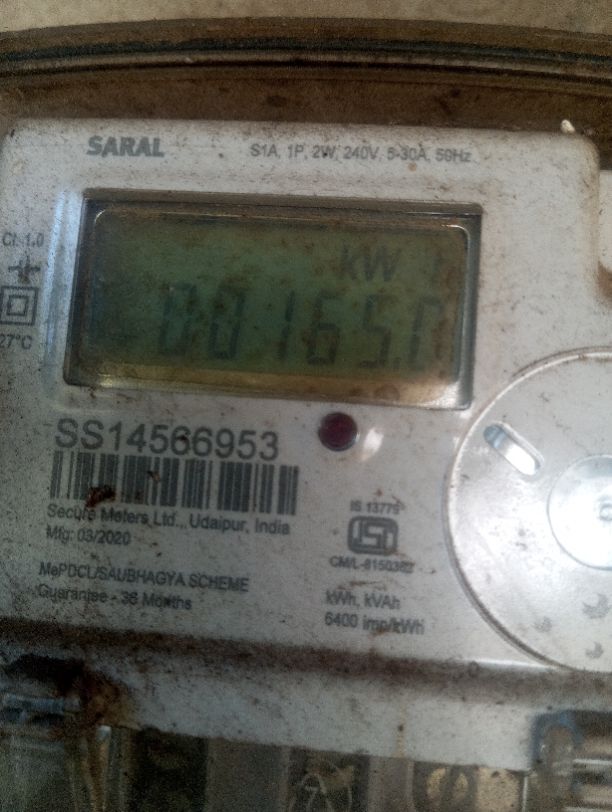 SARAL
S1A, 1P, 2W, 240V, 5-30A, 50Hz
Cl. 1.0
27°C
kW
00165.0
SS14566953
Secure Meters Ltd., Udaipur, India
Mfg: 03/2020
MePDCL/SAUBHAGYA SCHEME
Guarantee - 36 Months
IS 13779
CM/L-8150362
kWh, kVAh
6400 imp/kWh